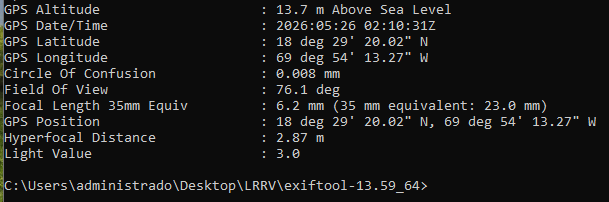 GPS Altitude : 13.7 m Above Sea Level
GPS Date/Time : 2026:05:26 02:10:31Z
GPS Latitude : 18 deg 29' 20.02" N
GPS Longitude : 69 deg 54' 13.27" W
Circle Of Confusion : 0.008 mm
Field Of View : 76.1 deg
Focal Length 35mm Equiv : 6.2 mm (35 mm equivalent: 23.0 mm)
GPS Position : 18 deg 29' 20.02" N, 69 deg 54' 13.27" W
Hyperfocal Distance : 2.87 m
Light Value : 3.0
C:\Users\administrado\Desktop\LRRV\exiftool-13.59_64>